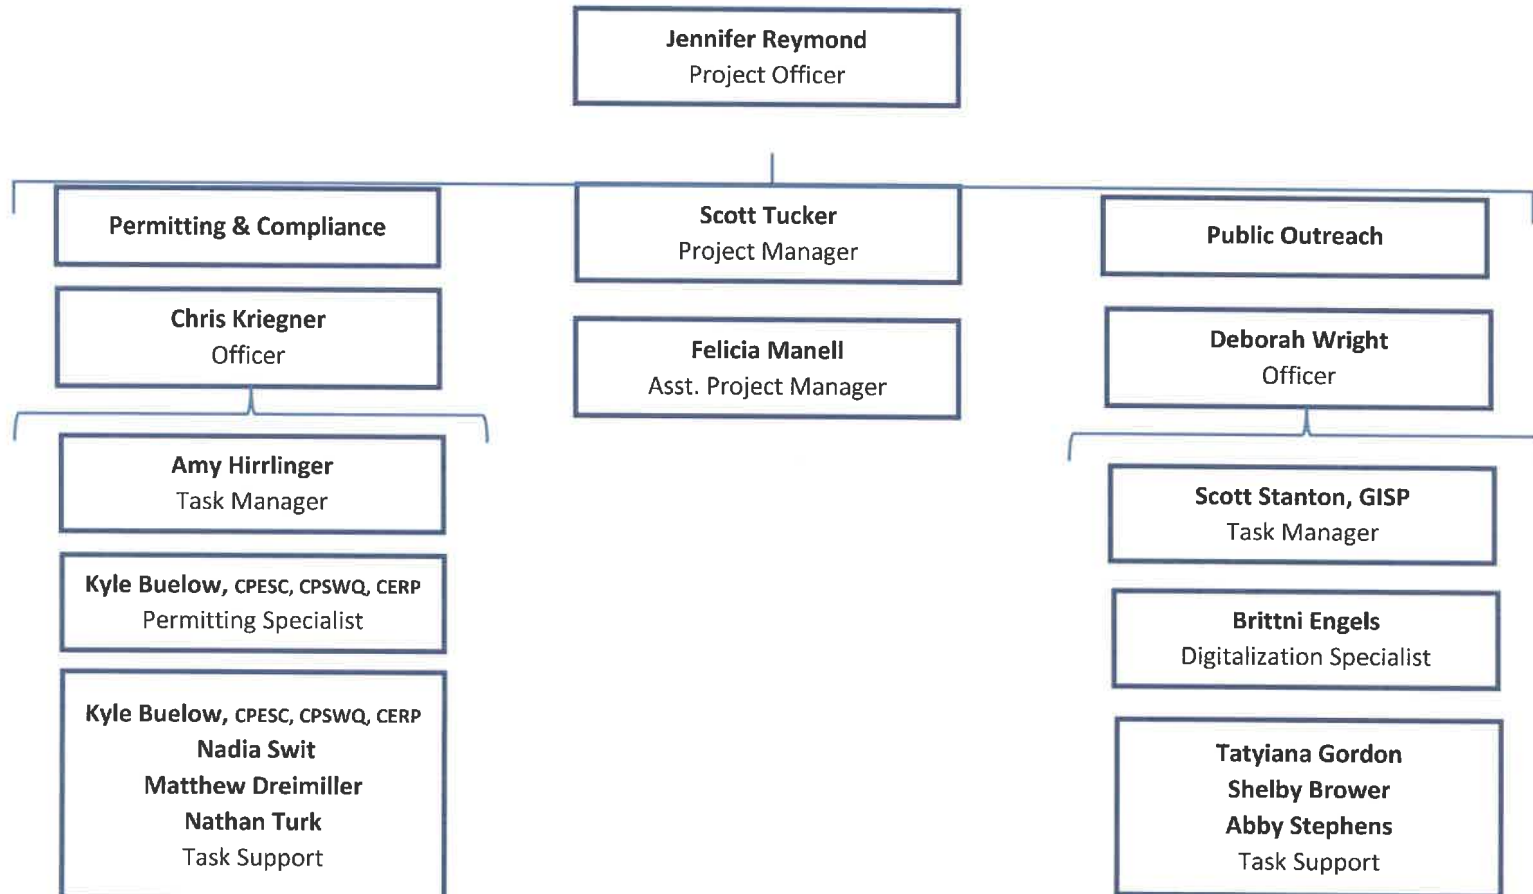 Jennifer Reymond
Project Officer
Permitting & Compliance
Chris Kriegner
Officer
Amy Hirrlinger
Task Manager
Kyle Buelow, CPESC, CPSWQ, CERP
Permitting Specialist
Kyle Buelow, CPESC, CPSWQ, CERP
Nadia Swit
Matthew Dreimiller
Nathan Turk
Task Support
Scott Tucker
Project Manager
Felicia Manell
Asst. Project Manager
Public Outreach
Deborah Wright
Officer
Scott Stanton, GISP
Task Manager
Brittni Engels
Digitalization Specialist
Tatyiana Gordon
Shelby Brower
Abby Stephens
Task Support